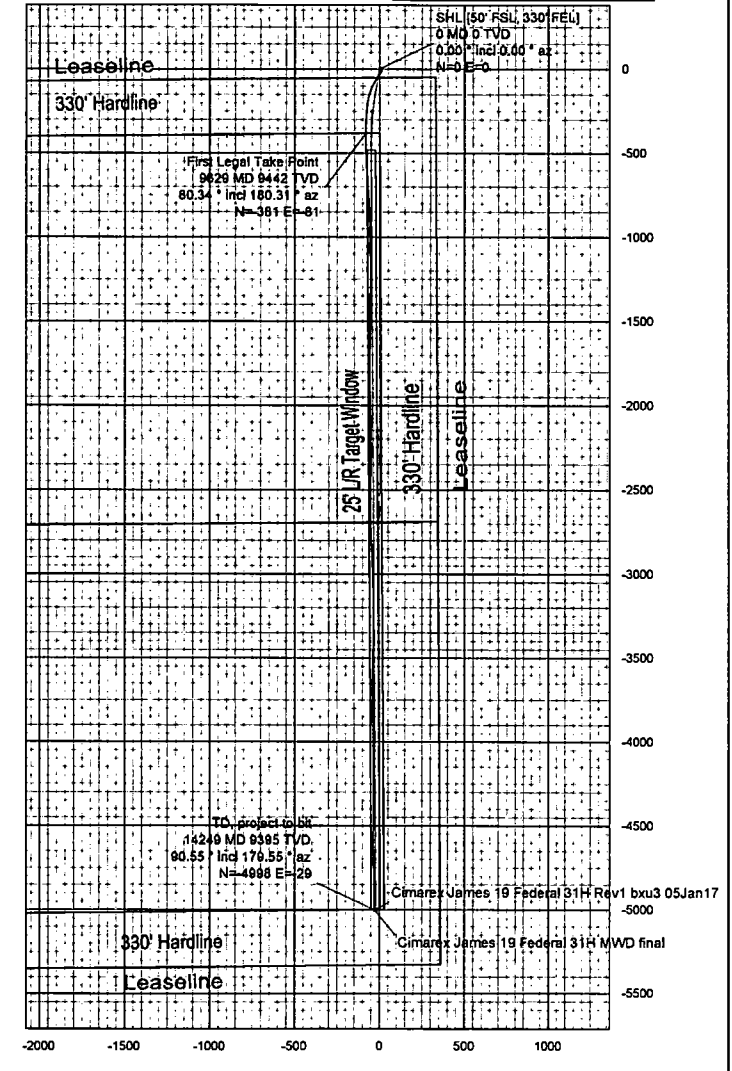 SHL [50' FSL, 330' FEL]
0 MD 0 TVD
0.00 ° incl 0.00 ° az
N=0 E=0
Leaseline
330' Hardline
First Legal Take Point
9629 MD 9442 TVD
80.34 ° incl 180.31 ° az
N=-381 E=-81
25' L/R Target Window
330' Hardline
Leaseline
TD, project to bit
14249 MD 9395 TVD
90.55 ° incl 179.55 ° az
N=-4998 E=-29
Cimarex James 19 Federal 31H Rev1 bxu3 05Jan17
Cimarex James 19 Federal 31H MWD final
330' Hardline
Leaseline
0
-500
-1000
-1500
-2000
-2500
-3000
-3500
-4000
-4500
-5000
-5500
-2000 -1500 -1000 -500 0 500 1000